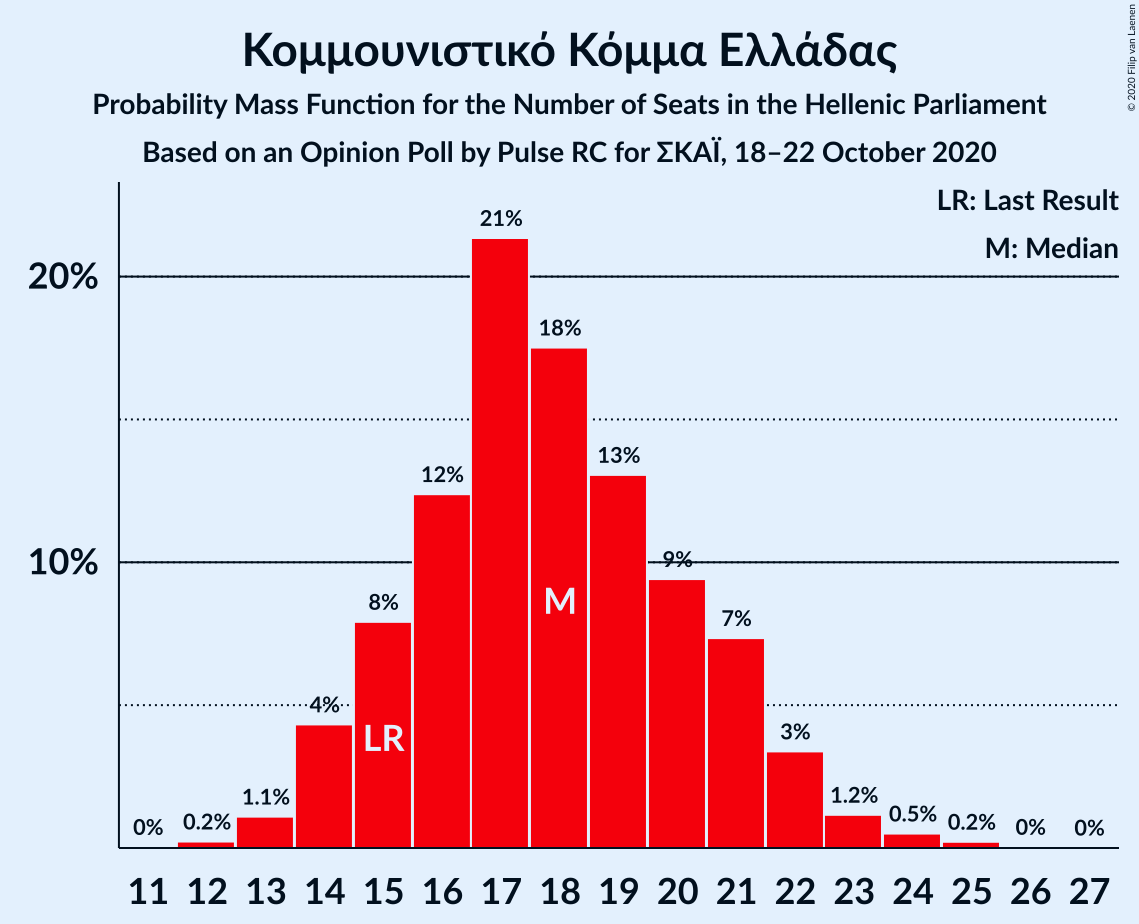 Κομμουνιστικό Κόμμα Ελλάδας
Probability Mass Function for the Number of Seats in the Hellenic Parliament
Based on an Opinion Poll by Pulse RC for ΣΚΑΪ, 18–22 October 2020
© 2020 Filip van Laenen
LR: Last Result
M: Median
20%
10%
0%
0.2%
1.1%
4%
8%
12%
21%
18%
13%
9%
7%
3%
1.2%
0.5%
0.2%
0%
0%
LR
M
11 12 13 14 15 16 17 18 19 20 21 22 23 24 25 26 27